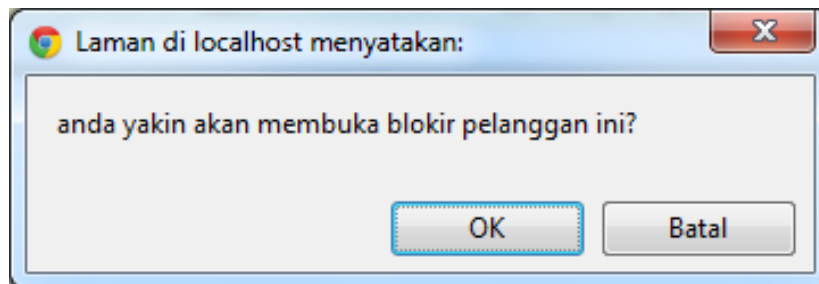 Laman di localhost menyatakan:
anda yakin akan membuka blokir pelanggan ini?
OK
Batal